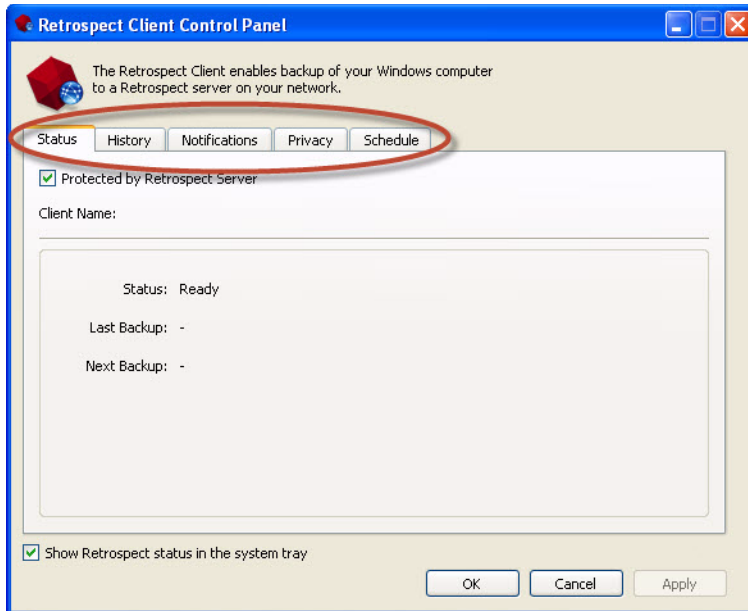 Retrospect Client Control Panel
The Retrospect Client enables backup of your Windows computer
to a Retrospect server on your network.
Status History Notifications Privacy Schedule
Protected by Retrospect Server
Client Name:
Status: Ready
Last Backup: -
Next Backup: -
Show Retrospect status in the system tray
OK Cancel Apply